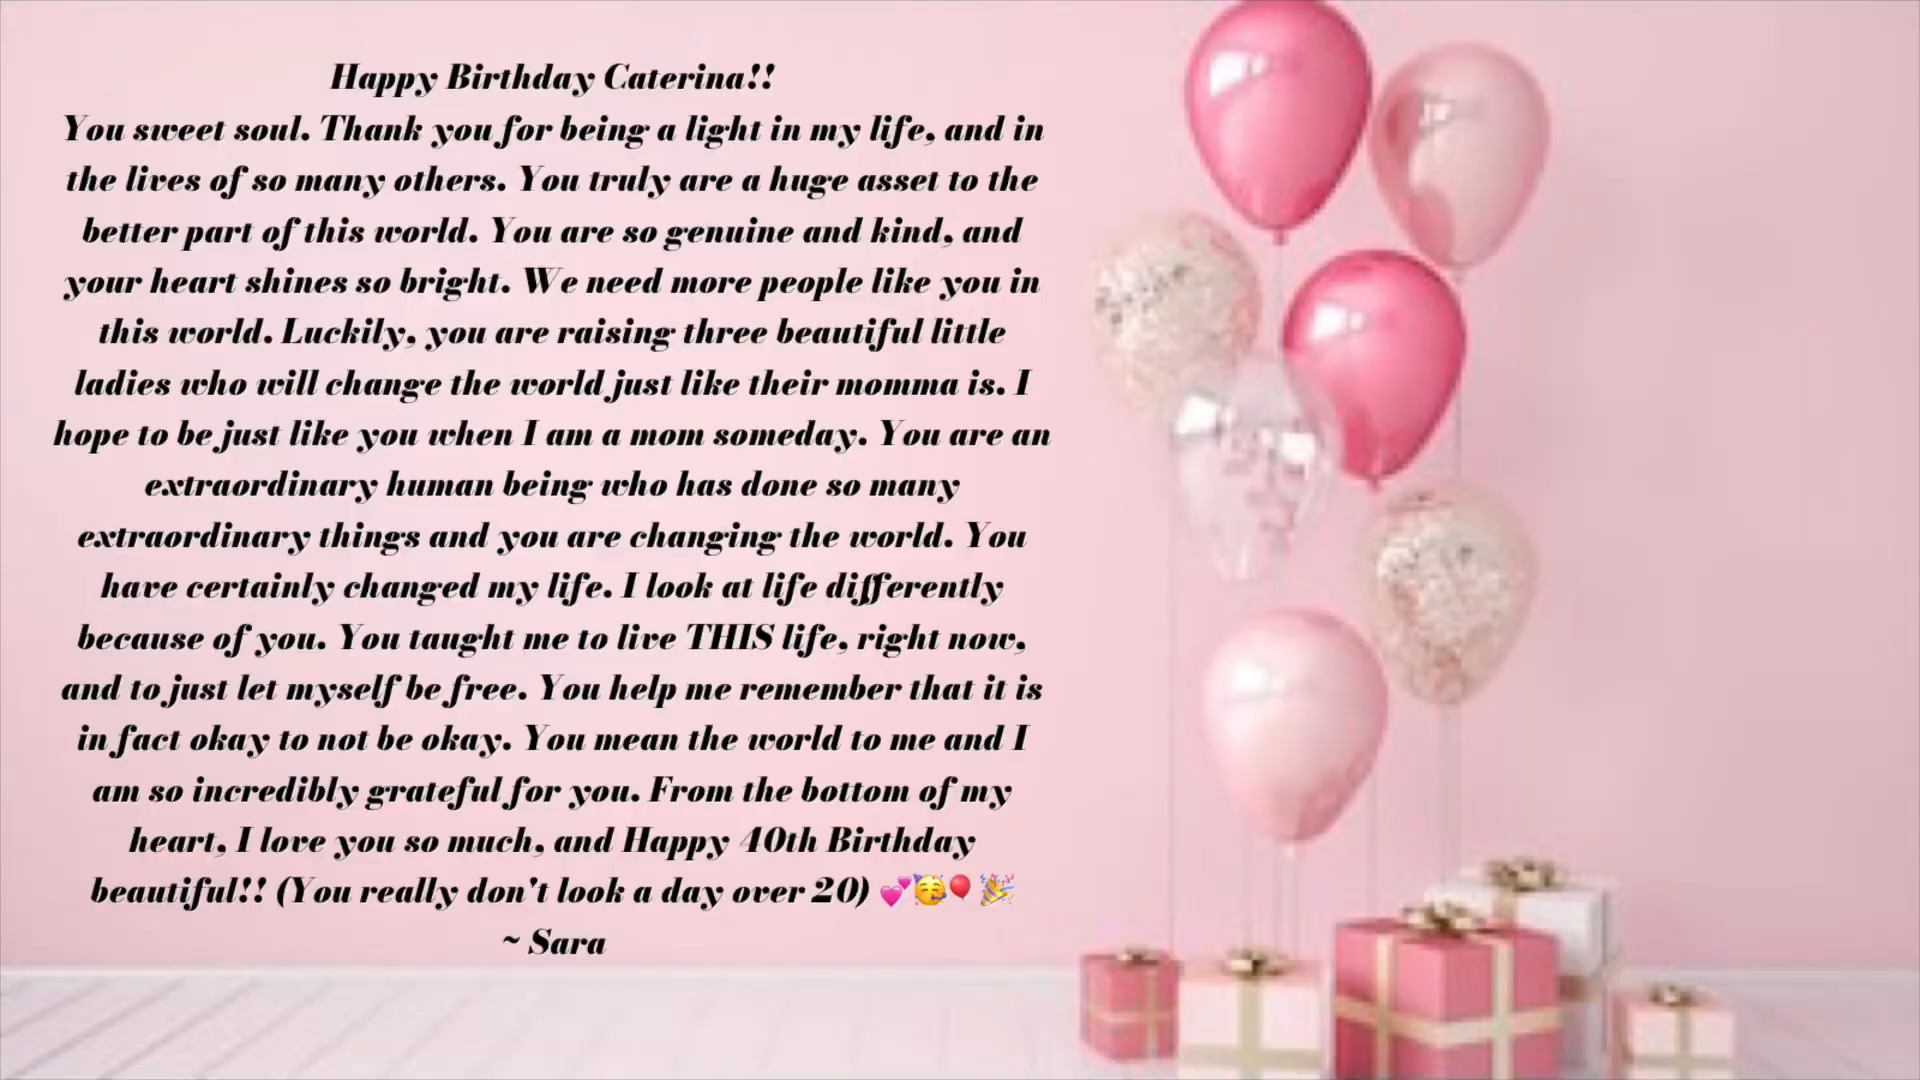 Happy Birthday Caterina!!
You sweet soul. Thank you for being a light in my life, and in
the lives of so many others. You truly are a huge asset to the
better part of this world. You are so genuine and kind, and
your heart shines so bright. We need more people like you in
this world. Luckily, you are raising three beautiful little
ladies who will change the world just like their momma is. I
hope to be just like you when I am a mom someday. You are an
extraordinary human being who has done so many
extraordinary things and you are changing the world. You
have certainly changed my life. I look at life differently
because of you. You taught me to live THIS life, right now,
and to just let myself be free. You help me remember that it is
in fact okay to not be okay. You mean the world to me and I
am so incredibly grateful for you. From the bottom of my
heart, I love you so much, and Happy 40th Birthday
beautiful!! (You really don't look a day over 20) 💕🥳🎈🎉
~ Sara